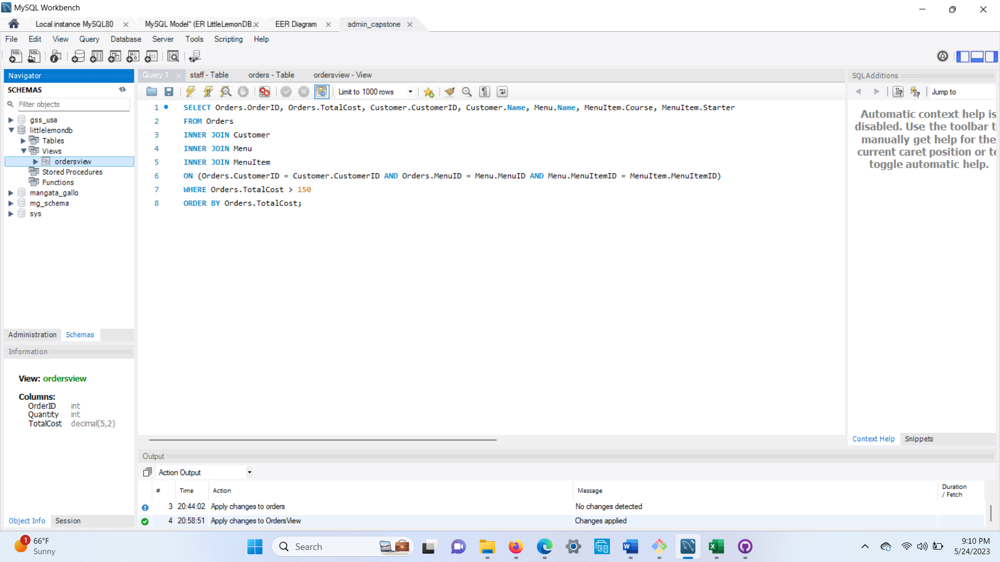 MySQL Workbench
Local instance MySQL80
MySQL Model* (ER LittleLemonDB.
EER Diagram
admin_capstone
File Edit View Query Database Server Tools Scripting Help
Navigator
SCHEMAS
Filter objects
gss_usa
littlelemondb
Tables
Views
ordersview
Stored Procedures
Functions
mangata_gallo
mg_schema
sys
Administration Schemas
Information
View: ordersview
Columns:
OrderID int
Quantity int
TotalCost decimal(5,2)
Object Info Session
Query 1 staff - Table orders - Table ordersview - View
Limit to 1000 rows
1 SELECT Orders.OrderID, Orders.TotalCost, Customer.CustomerID, Customer.Name, Menu.Name, MenuItem.Course, MenuItem.Starter
2 FROM Orders
3 INNER JOIN Customer
4 INNER JOIN Menu
5 INNER JOIN MenuItem
6 ON (Orders.CustomerID = Customer.CustomerID AND Orders.MenuID = Menu.MenuID AND Menu.MenuItemID = MenuItem.MenuItemID)
7 WHERE Orders.TotalCost > 150
8 ORDER BY Orders.TotalCost;
SQLAdditions
Jump to
Automatic context help is
disabled. Use the toolbar t
manually get help for the
current caret position or to
toggle automatic help.
Context Help Snippets
Output
Action Output
# Time Action Message Duration / Fetch
3 20:44:02 Apply changes to orders No changes detected
4 20:58:51 Apply changes to OrdersView Changes applied
1
66°F
Sunny
Search
9:10 PM
5/24/2023